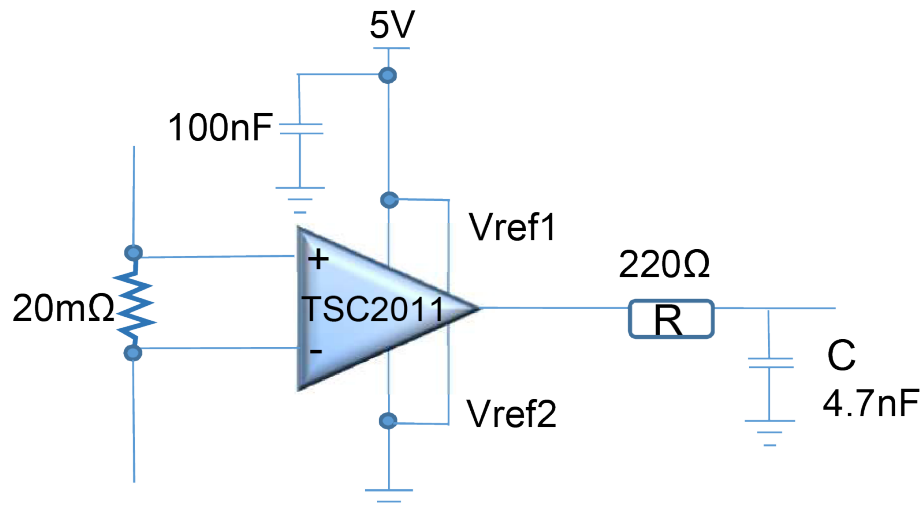 5V
100nF
Vref1
+
220Ω
20mΩ
TSC2011
R
-
C
Vref2
4.7nF